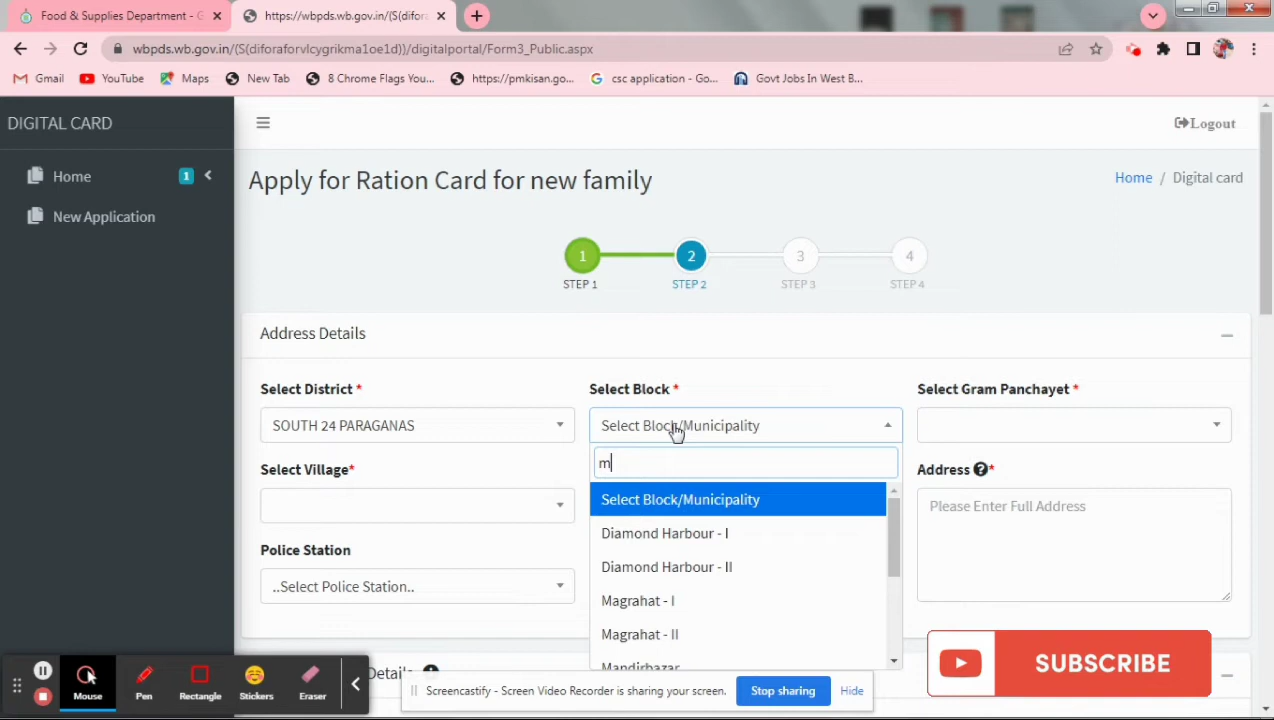 Food & Supplies Department - G
https://wbpds.wb.gov.in/(S(difora
wbpds.wb.gov.in/(S(diforaforvlcygrikma1oe1d))/digitalportal/Form3_Public.aspx
Gmail
YouTube
Maps
New Tab
8 Chrome Flags You...
https://pmkisan.go...
csc application - Go...
Govt Jobs In West B...
DIGITAL CARD
Logout
Home 1
New Application
Apply for Ration Card for new family
Home / Digital card
1
2
3
4
STEP 1
STEP 2
STEP 3
STEP 4
Address Details
Select District *
Select Block *
Select Gram Panchayet *
SOUTH 24 PARAGANAS
Select Block/Municipality
m
Select Village*
Address *
Select Block/Municipality
Please Enter Full Address
Diamond Harbour - I
Police Station
Diamond Harbour - II
..Select Police Station..
Magrahat - I
Magrahat - II
Mandirbazar
Details
SUBSCRIBE
Mouse
Pen
Rectangle
Stickers
Eraser
Screencastify - Screen Video Recorder is sharing your screen.
Stop sharing
Hide